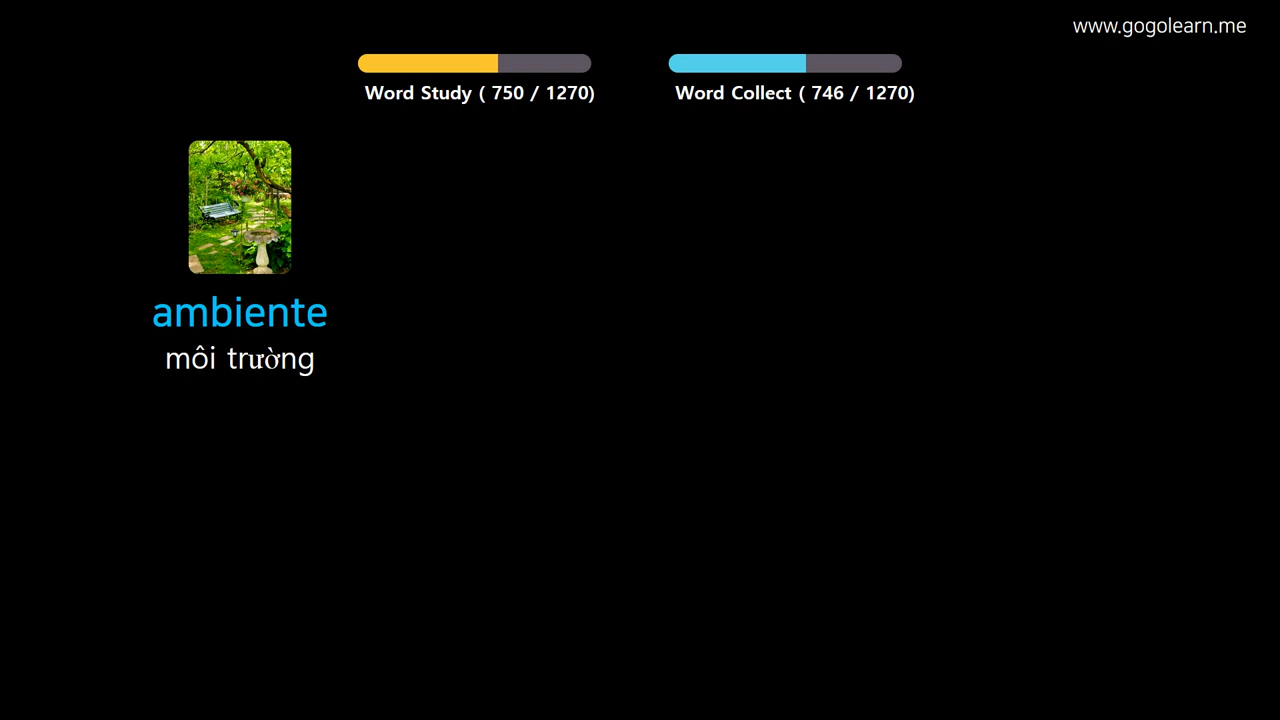 www.gogolearn.me
Word Study ( 750 / 1270)
Word Collect ( 746 / 1270)
ambiente
môi trường